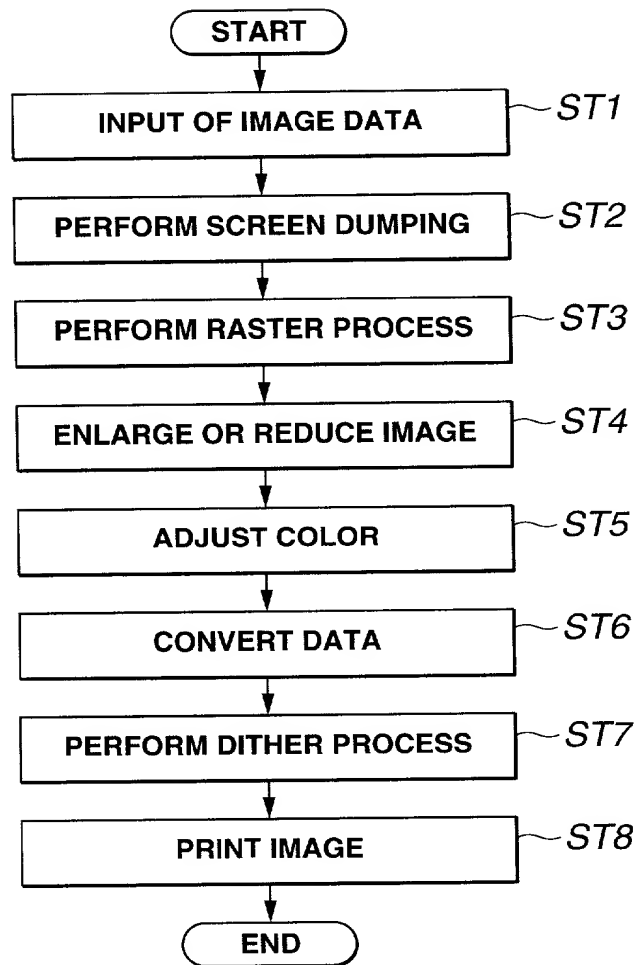 START
INPUT OF IMAGE DATA ST1
PERFORM SCREEN DUMPING ST2
PERFORM RASTER PROCESS ST3
ENLARGE OR REDUCE IMAGE ST4
ADJUST COLOR ST5
CONVERT DATA ST6
PERFORM DITHER PROCESS ST7
PRINT IMAGE ST8
END